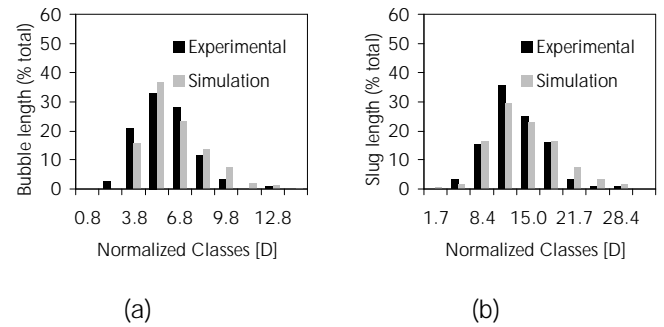 Bubble length (% total)
60
50
40
30
20
10
0
Experimental
Simulation
0.8 3.8 6.8 9.8 12.8
Normalized Classes [D]
(a)
Slug length (% total)
60
50
40
30
20
10
0
Experimental
Simulation
1.7 8.4 15.0 21.7 28.4
Normalized Classes [D]
(b)